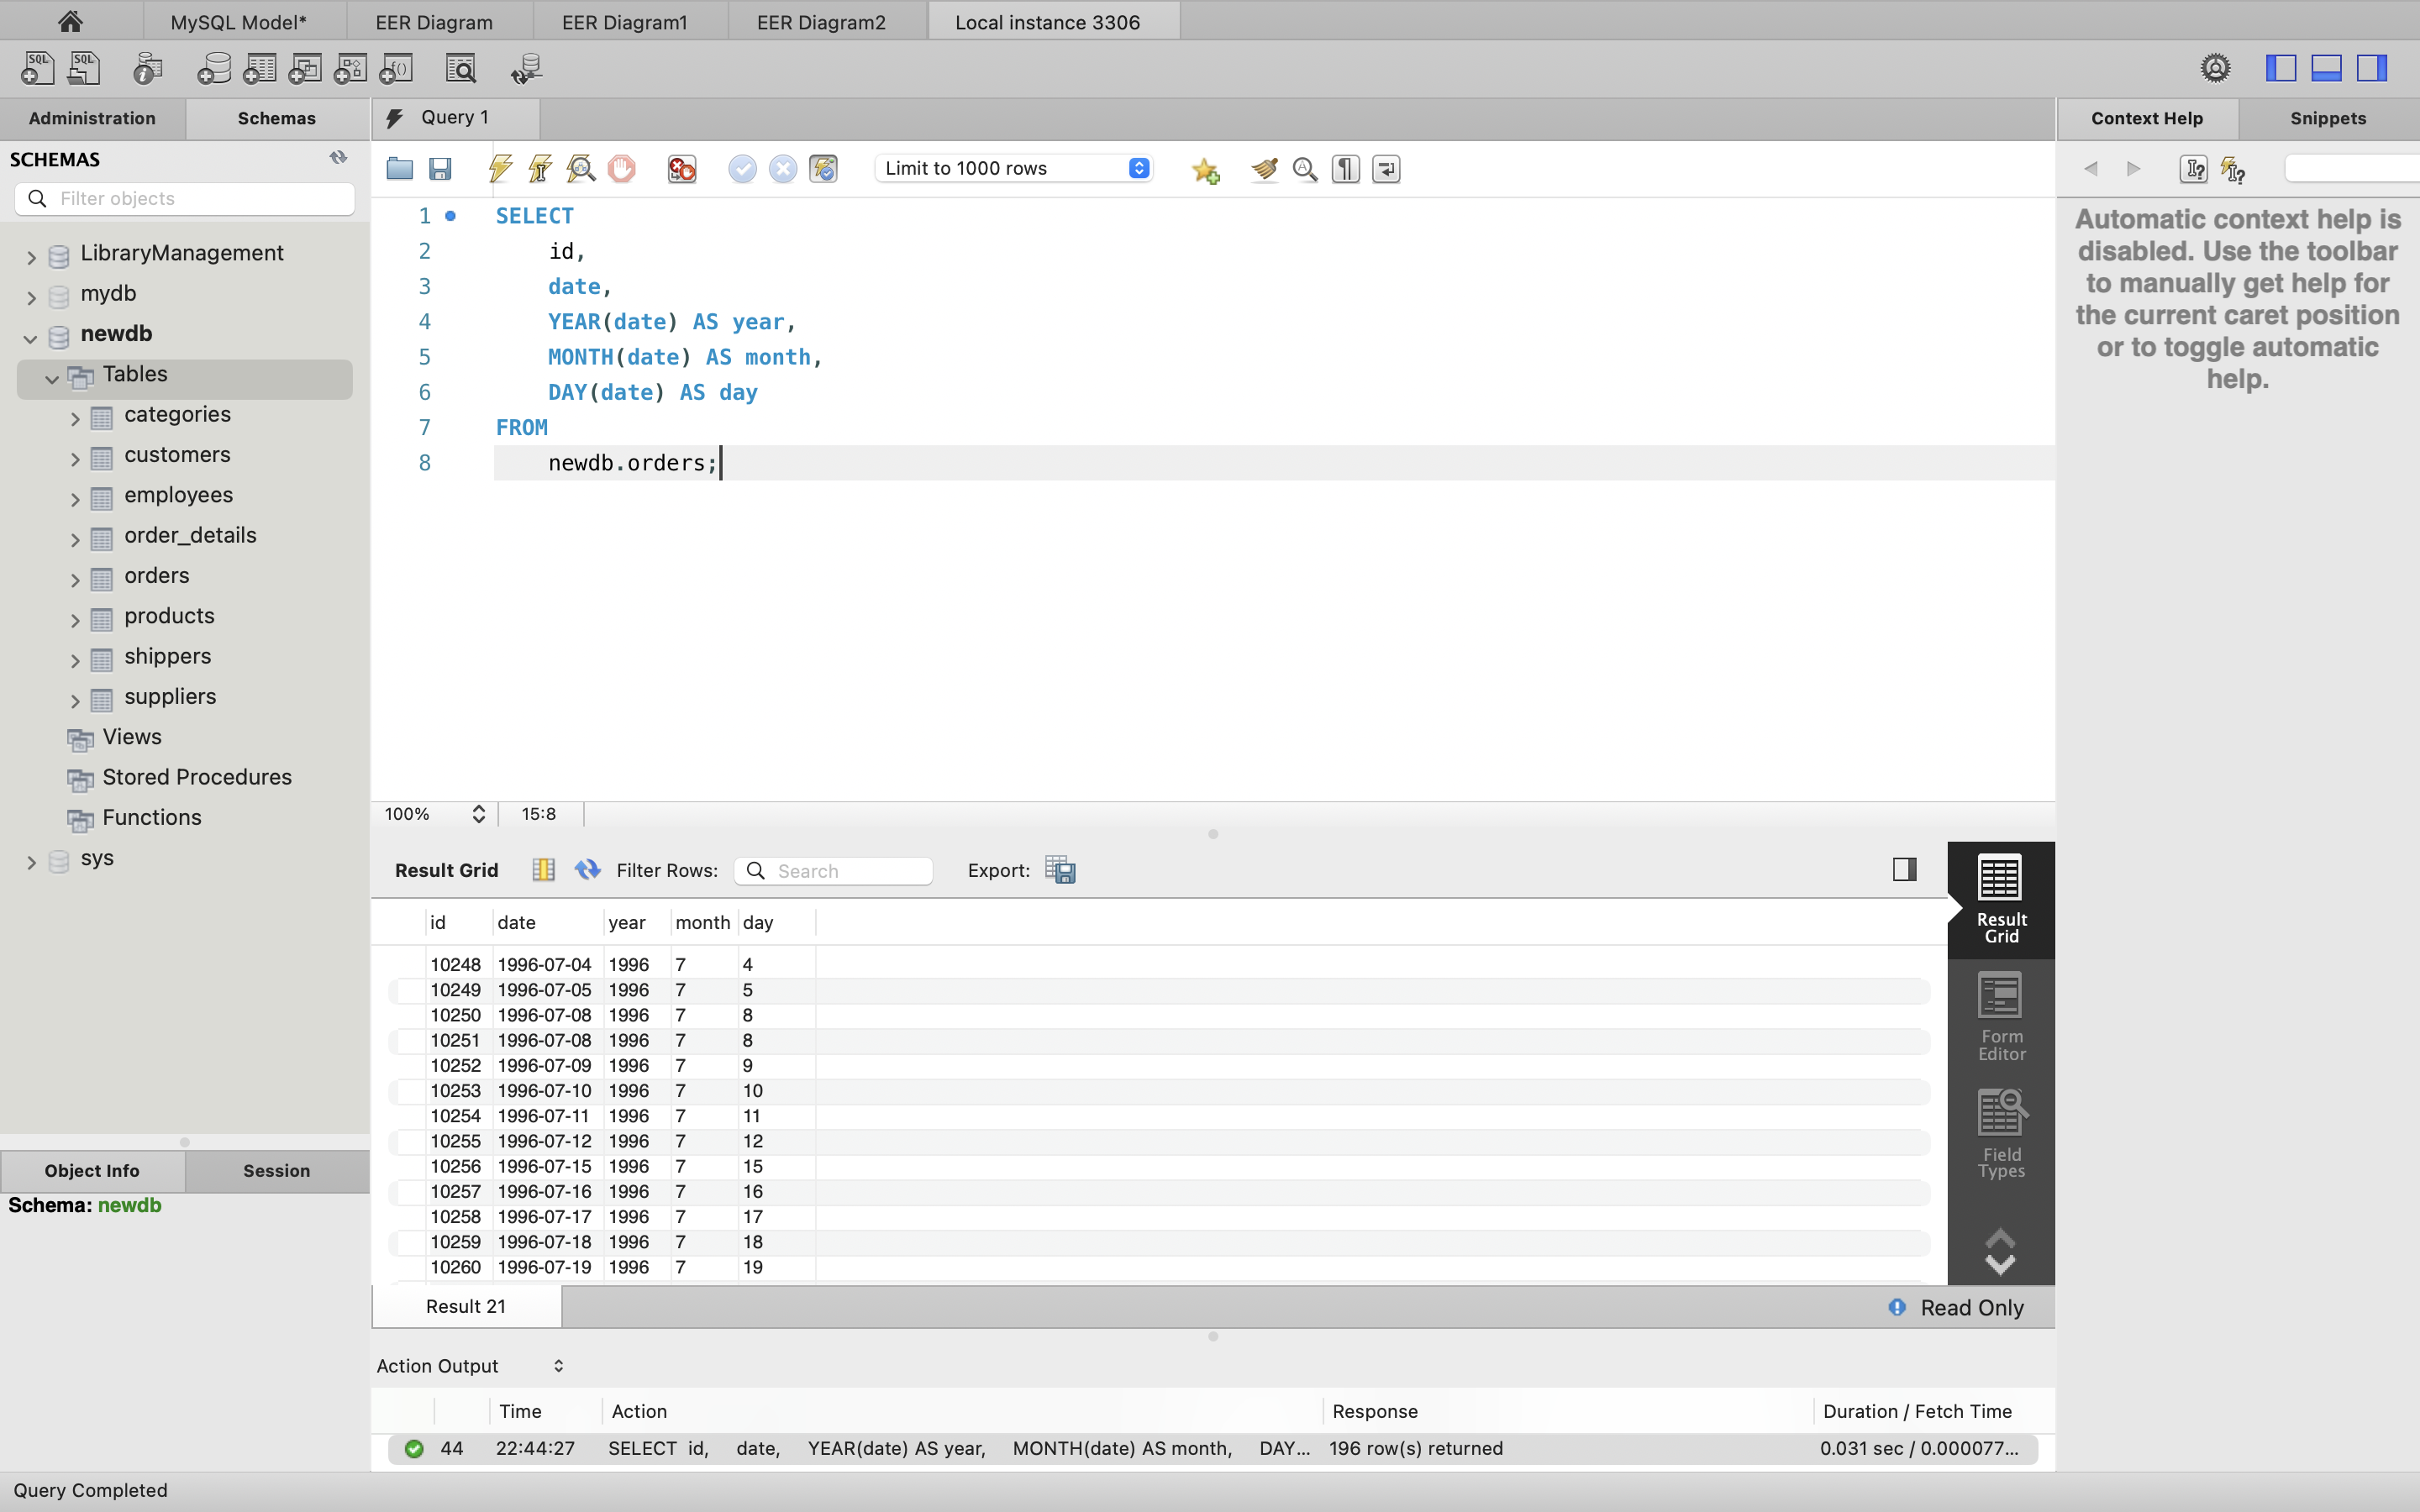 MySQL Model*
EER Diagram
EER Diagram1
EER Diagram2
Local instance 3306
SQL
SQL
Administration
Schemas
Query 1
Context Help
Snippets
SCHEMAS
Filter objects
Limit to 1000 rows
LibraryManagement
mydb
newdb
Tables
categories
customers
employees
order_details
orders
products
shippers
suppliers
Views
Stored Procedures
Functions
sys
1 SELECT
2 id,
3 date,
4 YEAR(date) AS year,
5 MONTH(date) AS month,
6 DAY(date) AS day
7 FROM
8 newdb.orders;
Automatic context help is
disabled. Use the toolbar
to manually get help for
the current caret position
or to toggle automatic
help.
100%
15:8
Result Grid
Filter Rows:
Search
Export:
id date year month day
10248 1996-07-04 1996 7 4
10249 1996-07-05 1996 7 5
10250 1996-07-08 1996 7 8
10251 1996-07-08 1996 7 8
10252 1996-07-09 1996 7 9
10253 1996-07-10 1996 7 10
10254 1996-07-11 1996 7 11
10255 1996-07-12 1996 7 12
10256 1996-07-15 1996 7 15
10257 1996-07-16 1996 7 16
10258 1996-07-17 1996 7 17
10259 1996-07-18 1996 7 18
10260 1996-07-19 1996 7 19
Result
Grid
Form
Editor
Field
Types
Object Info
Session
Schema: newdb
Result 21
Read Only
Action Output
Time Action Response Duration / Fetch Time
44 22:44:27 SELECT id, date, YEAR(date) AS year, MONTH(date) AS month, DAY... 196 row(s) returned 0.031 sec / 0.000077...
Query Completed